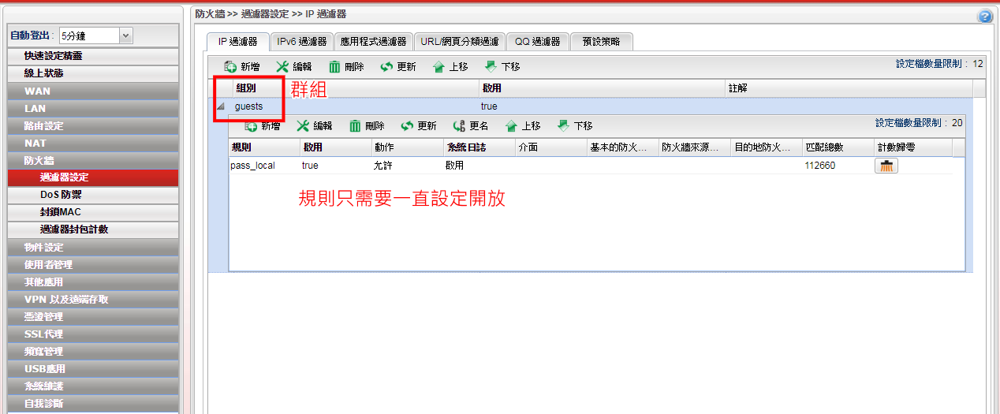 防火牆 >> 過濾器設定 >> IP 過濾器
自動登出 : 5分鐘
快速設定精靈
線上狀態
WAN
LAN
路由設定
NAT
防火牆
過濾器設定
DoS 防禦
封鎖MAC
過濾器封包計數
物件設定
使用者管理
其他應用
VPN 以及遠端存取
憑證管理
SSL代理
頻寬管理
USB應用
系統維護
自我診斷
IP 過濾器 IPv6 過濾器 應用程式過濾器 URL/網頁分類過濾 QQ 過濾器 預設策略
新增 編輯 刪除 更新 上移 下移 設定檔數量限制 : 12
組別 群組 啟用 註解
guests true
新增 編輯 刪除 更新 更名 上移 下移 設定檔數量限制 : 20
規則 啟用 動作 系統日誌 介面 基本的防火... 防火牆來源... 目的地防火... 匹配總數 計數歸零
pass_local true 允許 啟用 112660
規則只需要一直設定開放